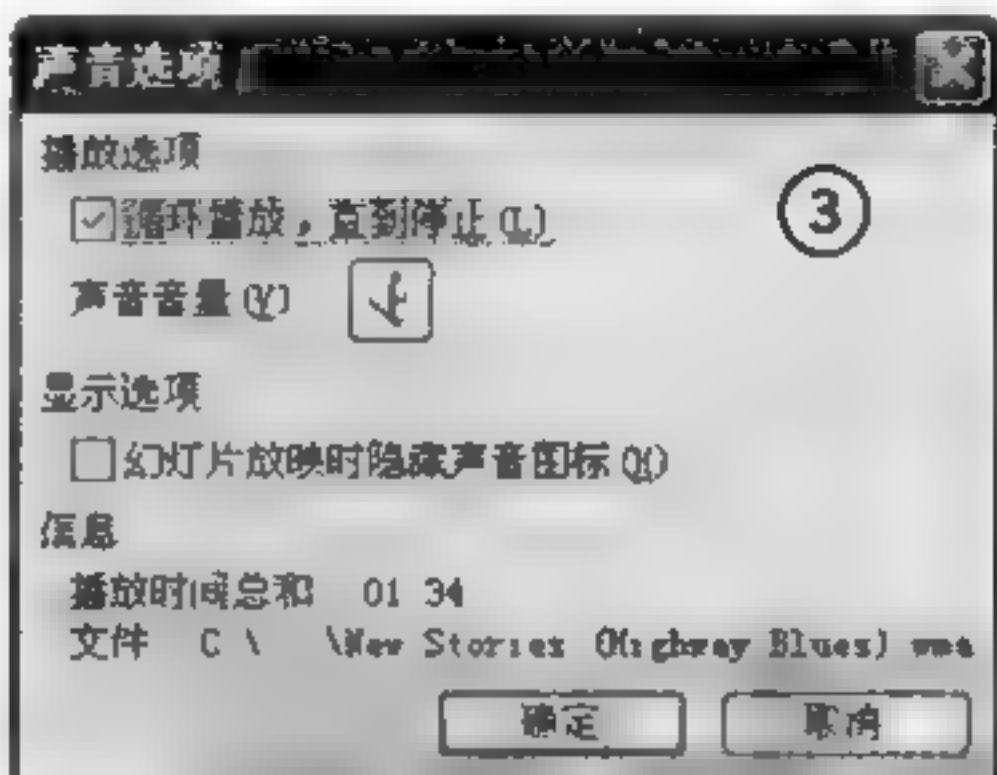 声音选项
播放选项
循环播放，直到停止(L)
③
声音音量(V)
显示选项
幻灯片放映时隐藏声音图标(H)
信息
播放时间总和 01 34
文件 C \ \New Stories (Highway Blues) wma
确定 取消